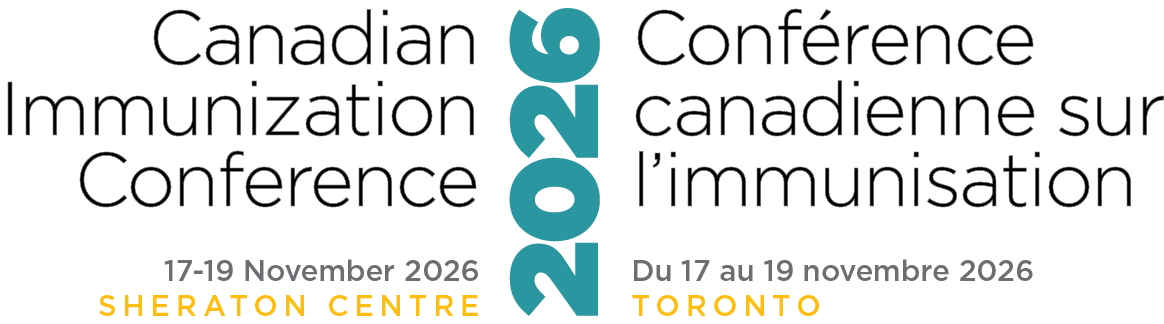 Canadian
Immunization
Conference
17-19 November 2026
SHERATON CENTRE
2026
Conférence
canadienne sur
l'immunisation
Du 17 au 19 novembre 2026
TORONTO